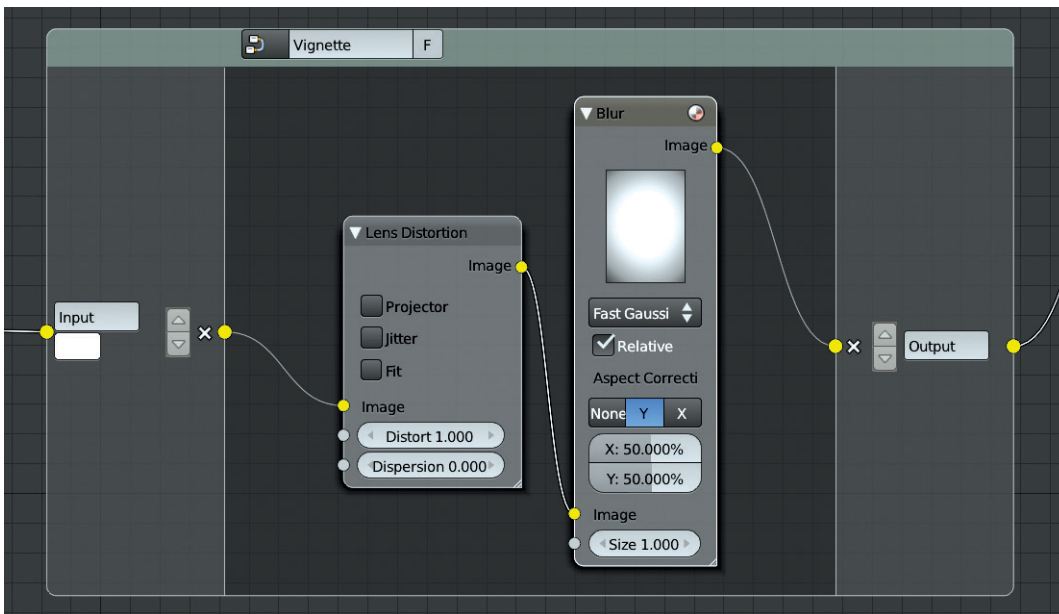 Vignette F
Input
Output
Lens Distortion
Image
Projector
Jitter
Fit
Image
Distort 1.000
Dispersion 0.000
Blur
Image
Fast Gaussi
Relative
Aspect Correcti
None Y X
X: 50.000%
Y: 50.000%
Image
Size 1.000